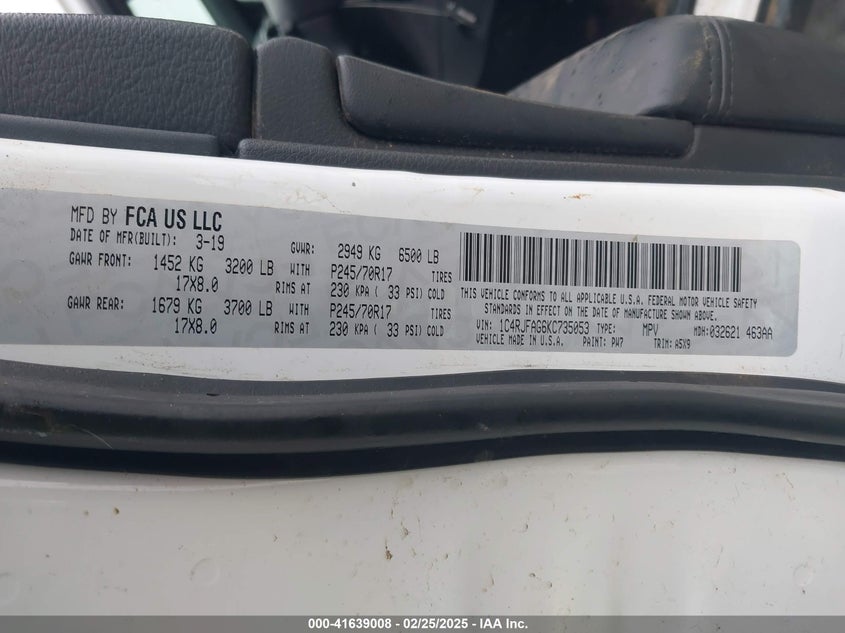 MFD BY FCA US LLC
DATE OF MFR(BUILT): 3-19 GVWR: 2949 KG 6500 LB
GAWR FRONT: 1452 KG 3200 LB WITH P245/70R17 TIRES
17X8.0 RIMS AT 230 KPA ( 33 PSI) COLD
GAWR REAR: 1679 KG 3700 LB WITH P245/70R17 TIRES
17X8.0 RIMS AT 230 KPA ( 33 PSI) COLD
THIS VEHICLE CONFORMS TO ALL APPLICABLE U.S.A. FEDERAL MOTOR VEHICLE SAFETY
STANDARDS IN EFFECT ON THE DATE OF MANUFACTURE SHOWN ABOVE.
VIN: 1C4RJFAG6KC735053 TYPE: MPV MDH: 032621 463AA
VEHICLE MADE IN U.S.A. PAINT: PW7 TRIM: A5X9
000-41639008 - 02/25/2025 - IAA Inc.